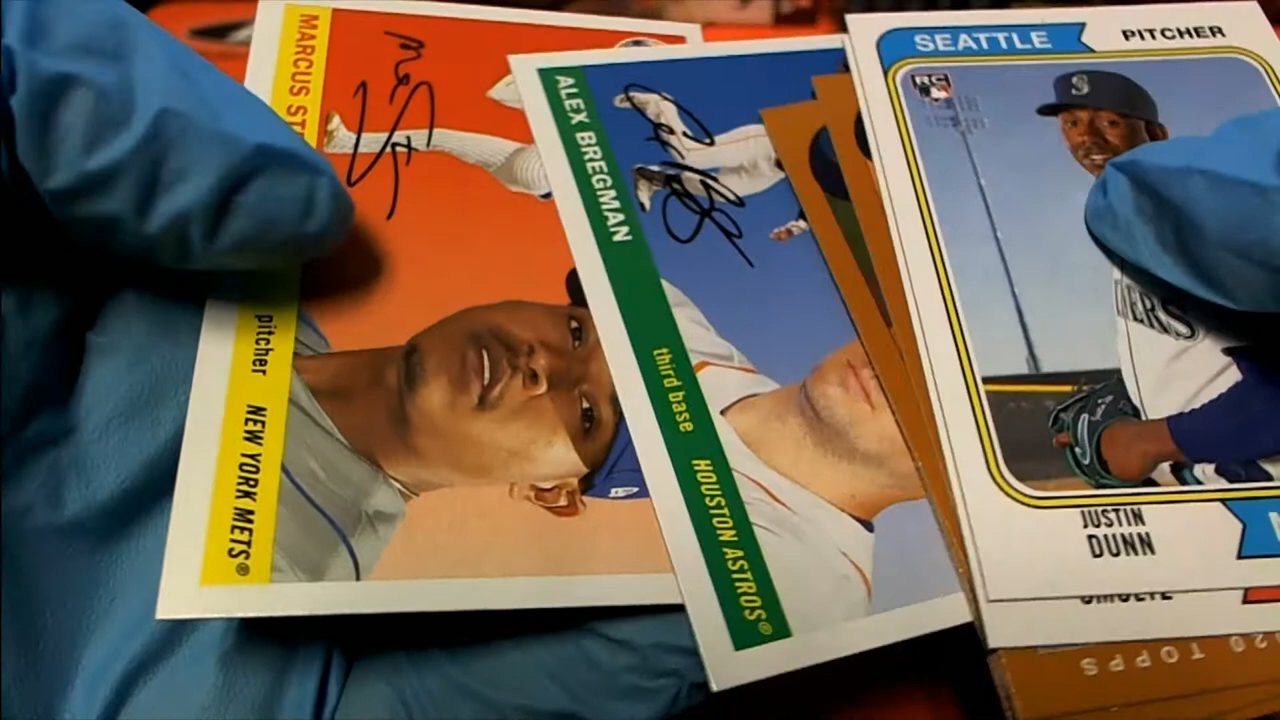 MARCUS ST
pitcher
NEW YORK METS®
ALEX BREGMAN
third base
HOUSTON ASTROS®
SEATTLE
PITCHER
RC
S
JUSTIN
DUNN
20 TOPPS